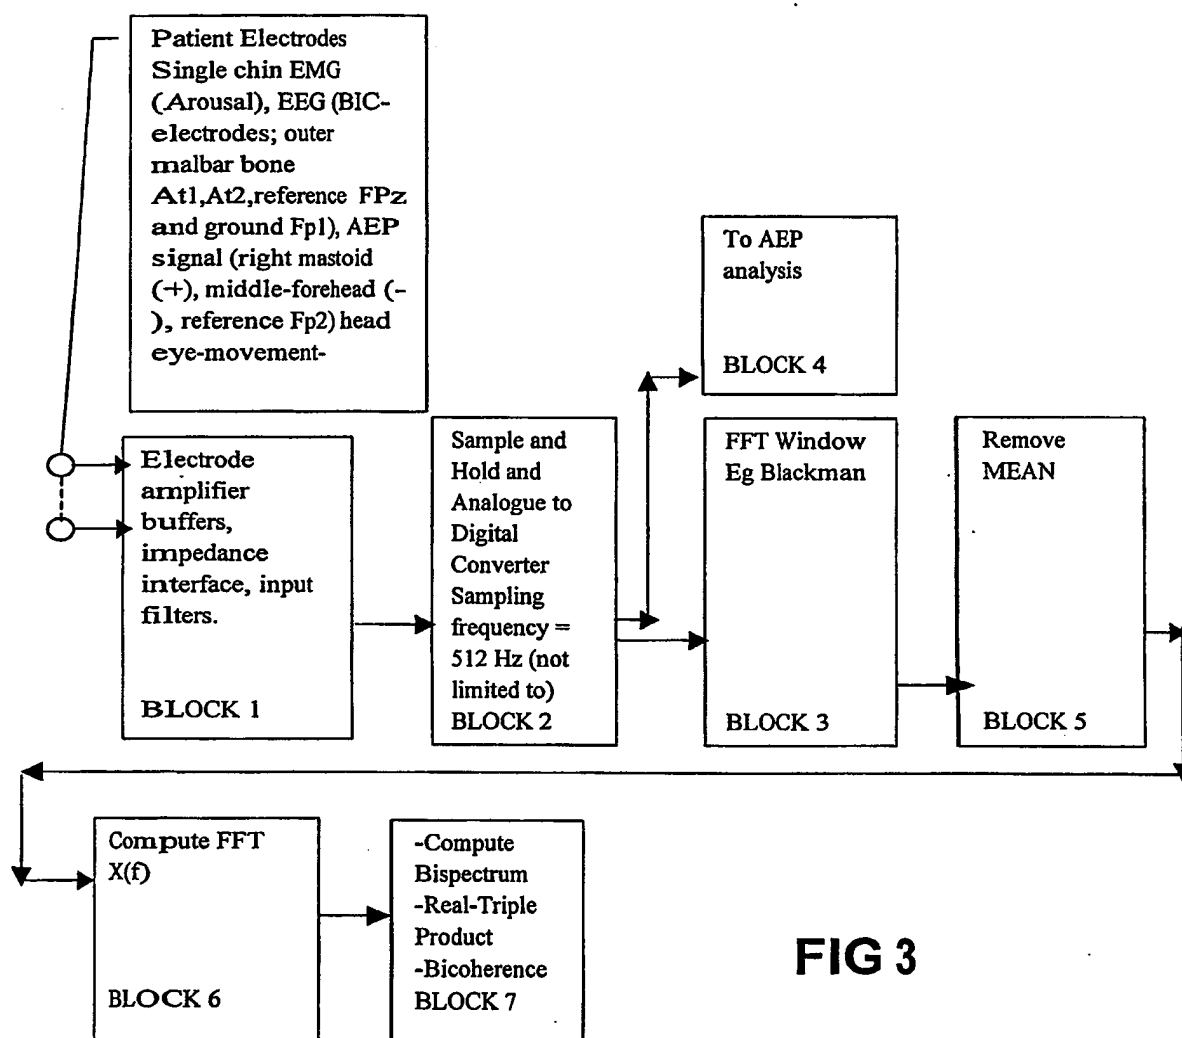 Patient Electrodes
Single chin EMG
(Arousal), EEG (BIC-
electrodes; outer
malbar bone
At1,At2,reference FPz
and ground Fp1), AEP
signal (right mastoid
(+), middle-forehead (-
), reference Fp2) head
eye-movement-
To AEP
analysis
BLOCK 4
Electrode
amplifier
buffers,
impedance
interface, input
filters.
BLOCK 1
Sample and
Hold and
Analogue to
Digital
Converter
Sampling
frequency =
512 Hz (not
limited to)
BLOCK 2
FFT Window
Eg Blackman
BLOCK 3
Remove
MEAN
BLOCK 5
Compute FFT
X(f)
BLOCK 6
-Compute
Bispectrum
-Real-Triple
Product
-Bicoherence
BLOCK 7
FIG 3